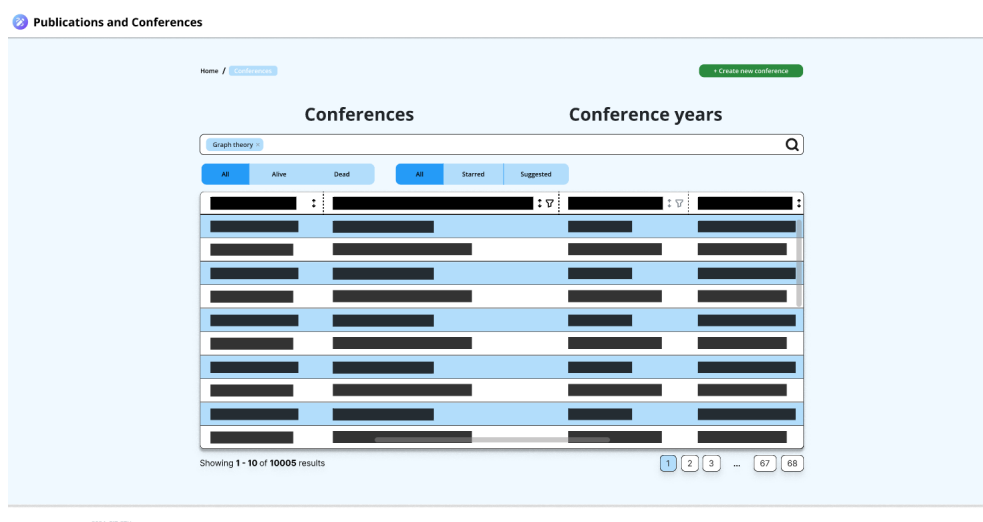 Publications and Conferences
Home / Conferences
+ Create new conference
Conferences Conference years
Graph theory ×
All Alive Dead All Starred Suggested
Showing 1 - 10 of 10005 results 1 2 3 ... 67 68